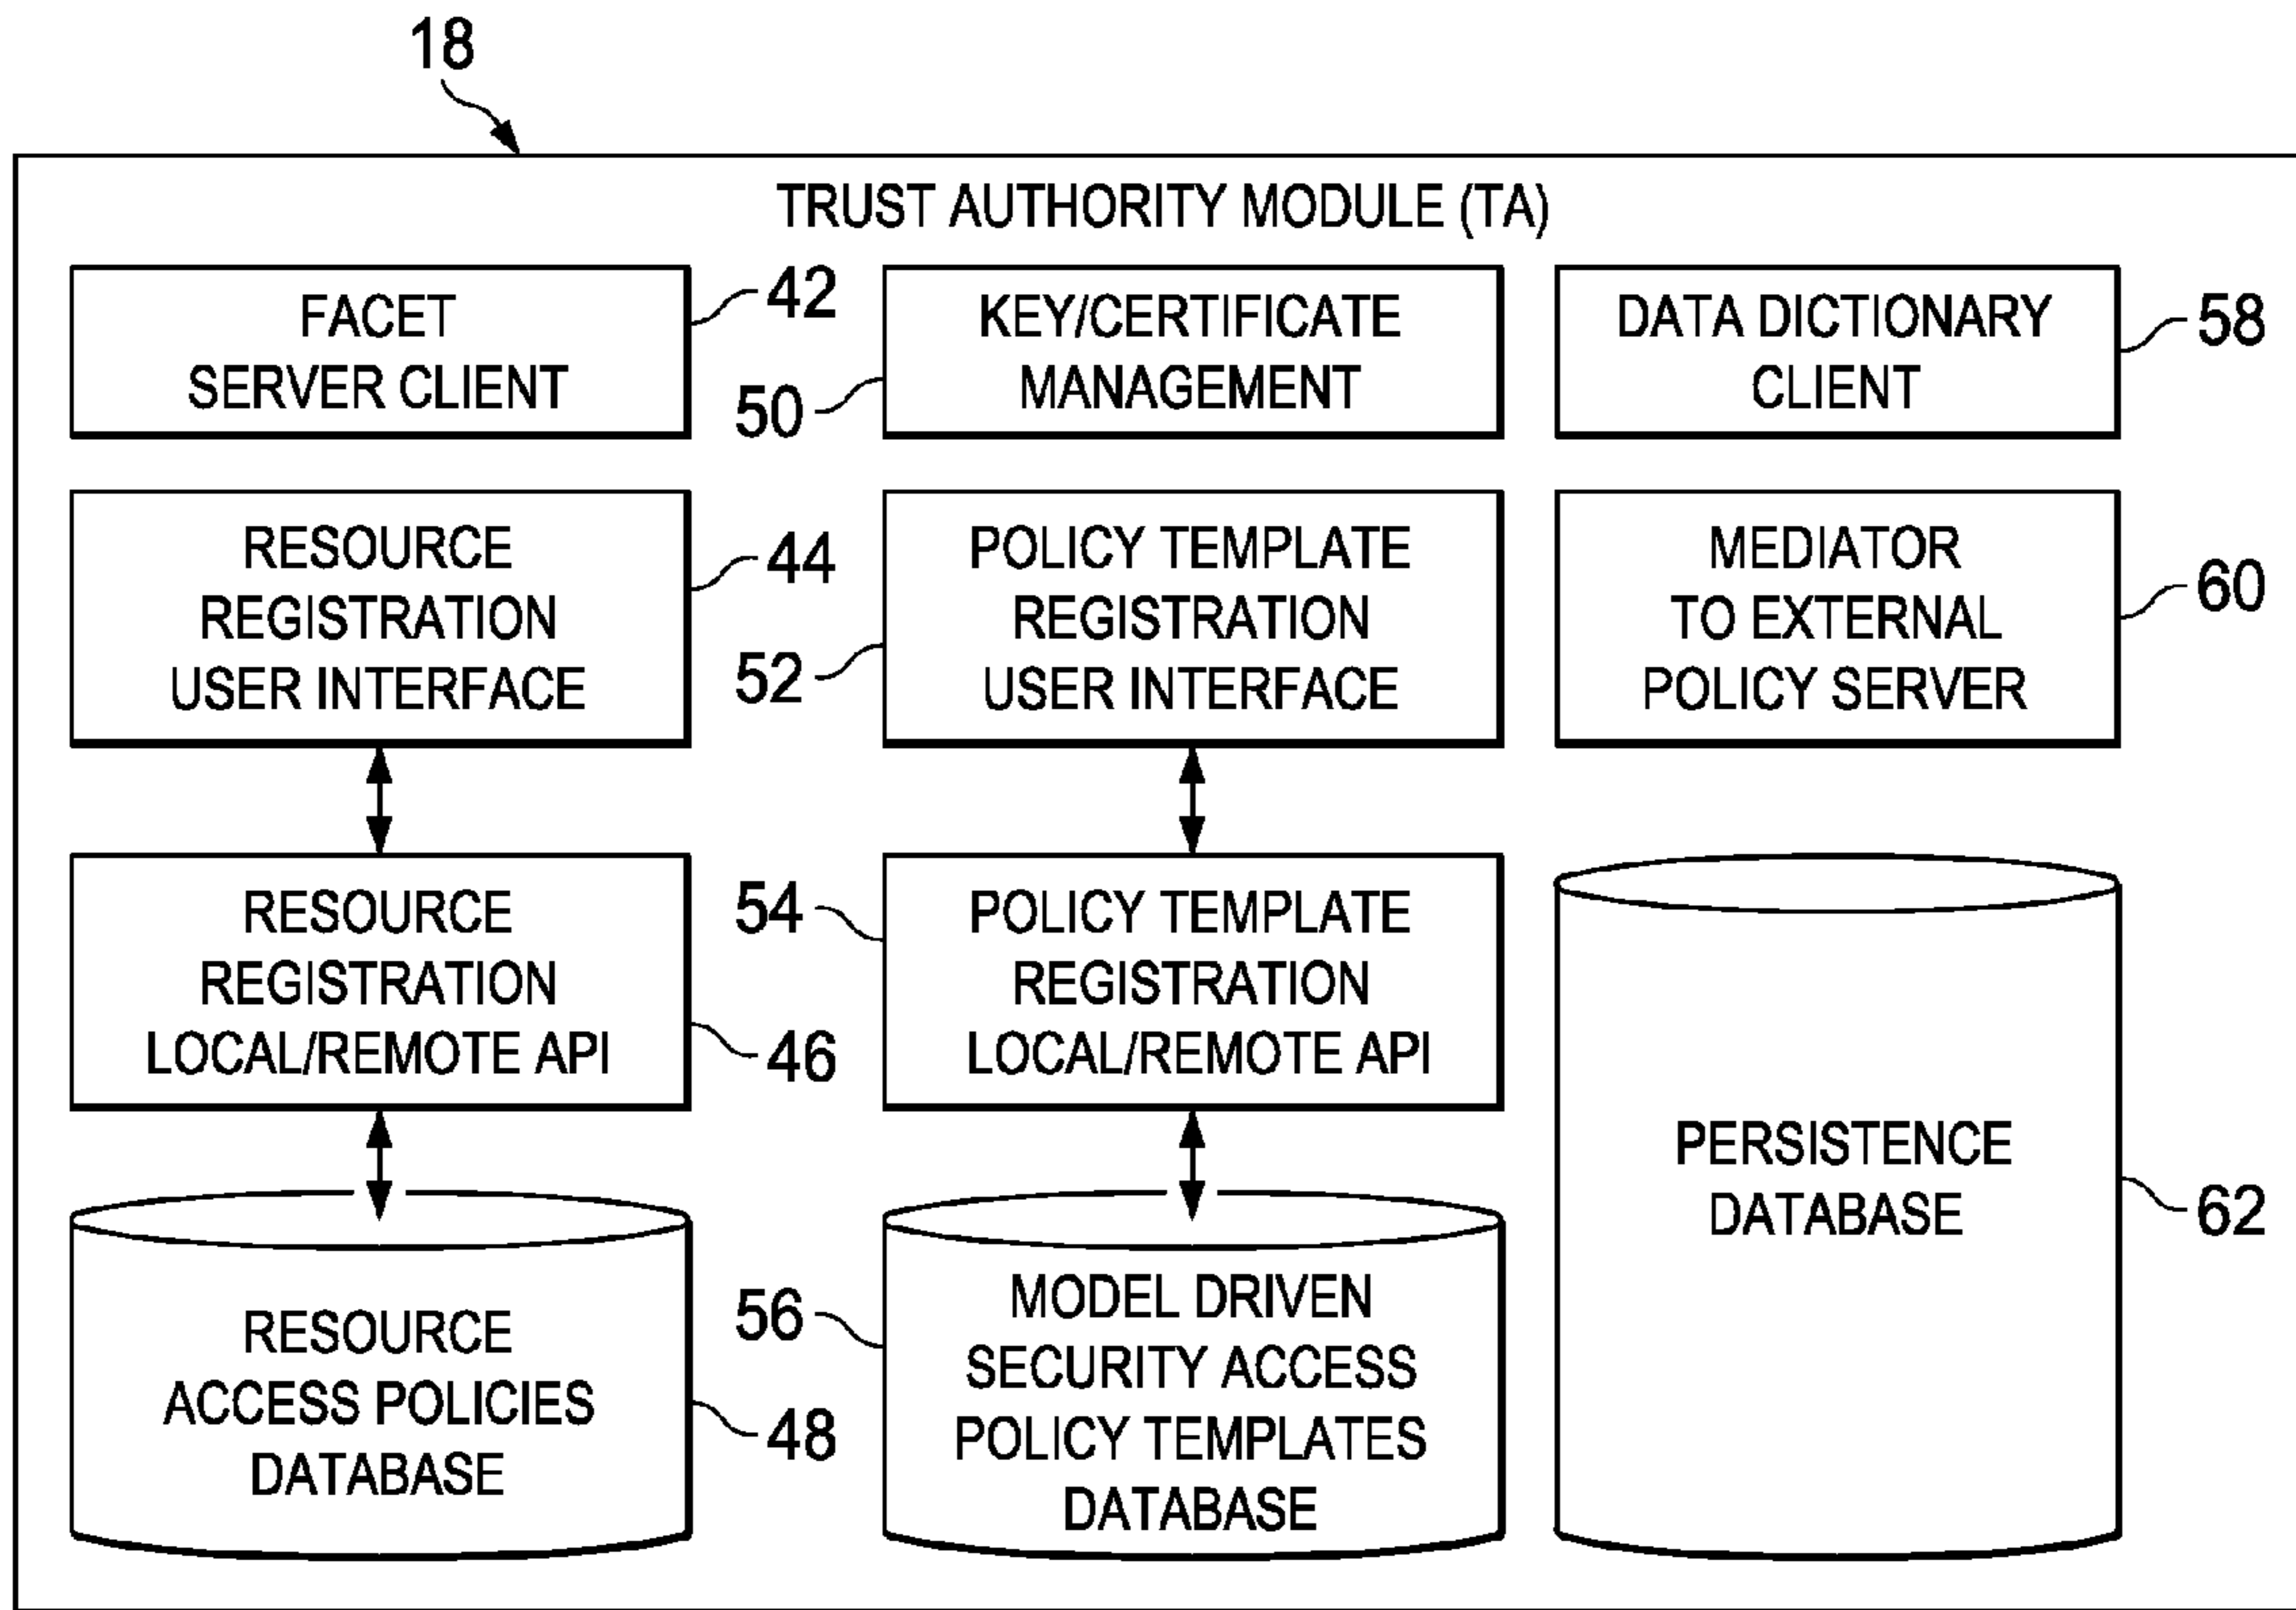 18
TRUST AUTHORITY MODULE (TA)
FACET
SERVER CLIENT
42
KEY/CERTIFICATE
MANAGEMENT
50
DATA DICTIONARY
CLIENT
58
RESOURCE
REGISTRATION
USER INTERFACE
44
POLICY TEMPLATE
REGISTRATION
USER INTERFACE
52
MEDIATOR
TO EXTERNAL
POLICY SERVER
60
RESOURCE
REGISTRATION
LOCAL/REMOTE API
46
54
POLICY TEMPLATE
REGISTRATION
LOCAL/REMOTE API
PERSISTENCE
DATABASE
62
RESOURCE
ACCESS POLICIES
DATABASE
48
56
MODEL DRIVEN
SECURITY ACCESS
POLICY TEMPLATES
DATABASE